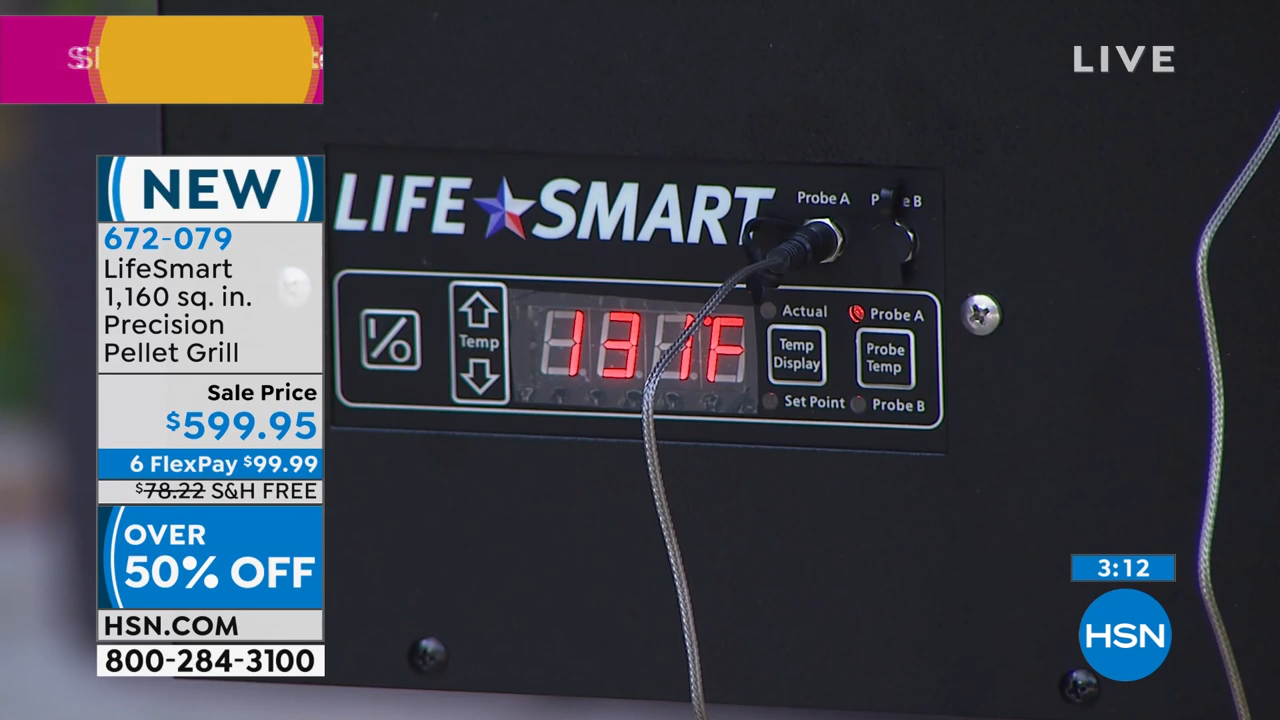 LIVE
NEW
672-079
LifeSmart
1,160 sq. in.
Precision
Pellet Grill
Sale Price
$599.95
6 FlexPay $99.99
$78.22 S&H FREE
OVER
50% OFF
HSN.COM
800-284-3100
LIFE SMART
Probe A
Temp
131°F
Actual
Temp
Display
Set Point
Probe A
Probe
Temp
Probe B
3:12
HSN